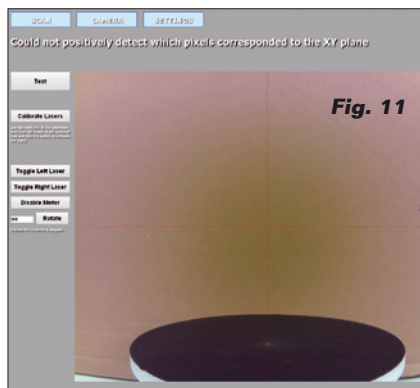 SCAN CAMERA SETTINGS
Could not positively detect which pixels corresponded to the XY plane
Fig. 11
Test
Calibrate Lasers
Toggle Left Laser
Toggle Right Laser
Disable Motor
Rotate